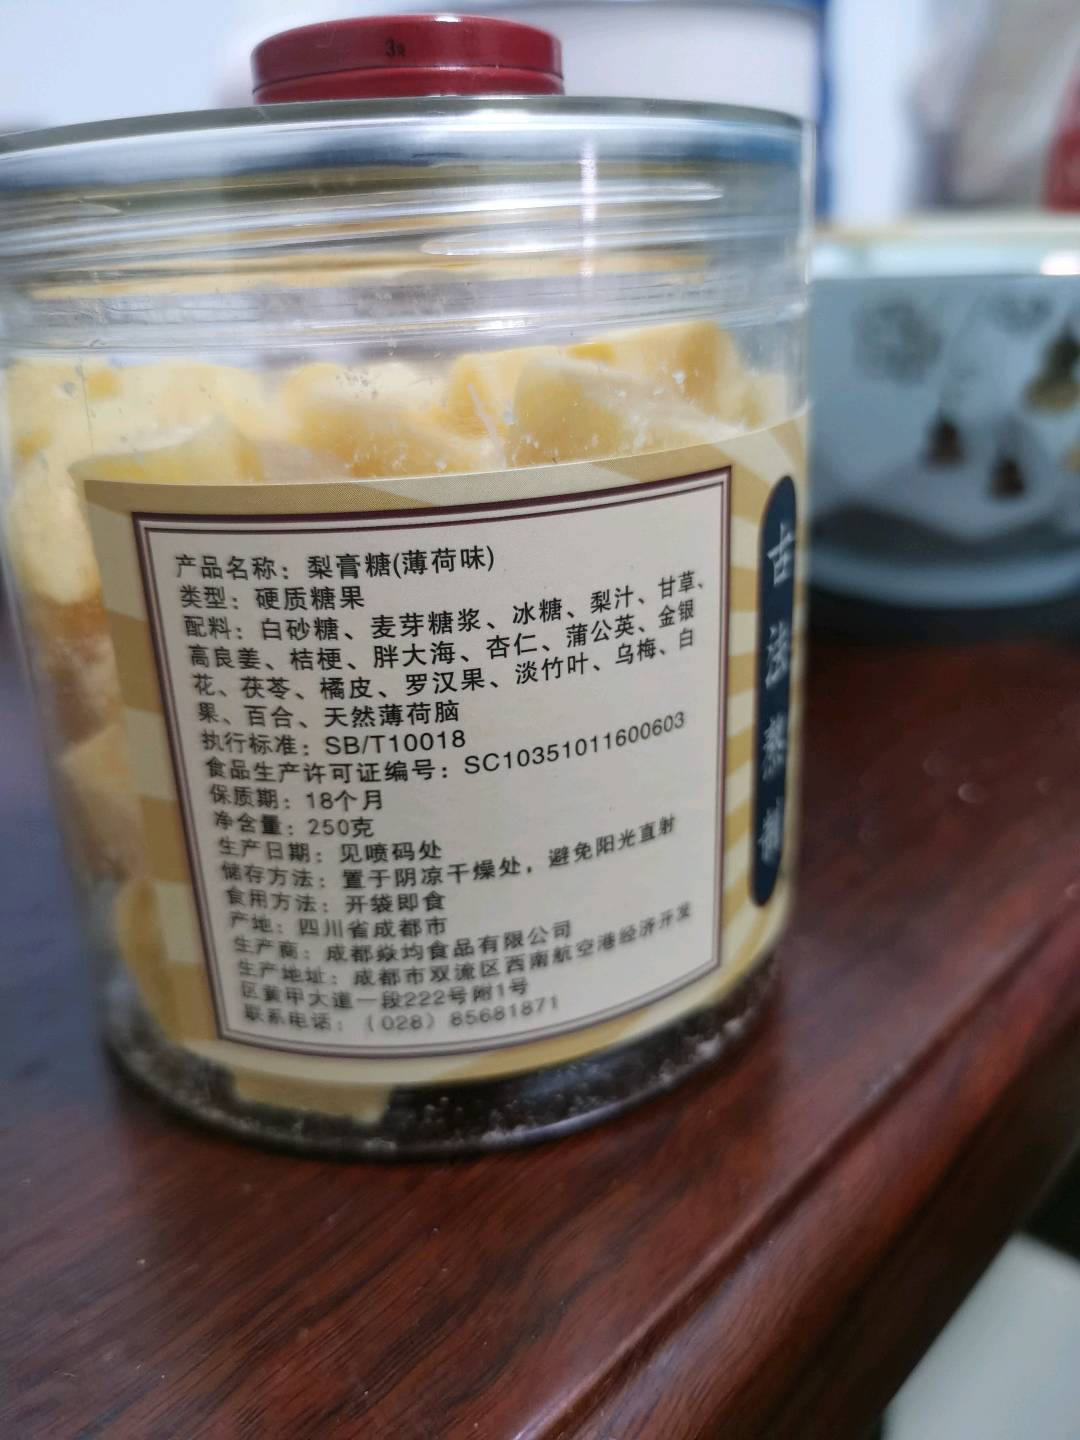 产品名称：梨膏糖(薄荷味)
类型：硬质糖果
配料：白砂糖、麦芽糖浆、冰糖、梨汁、甘草、
高良姜、桔梗、胖大海、杏仁、蒲公英、金银
花、茯苓、橘皮、罗汉果、淡竹叶、乌梅、白
果、百合、天然薄荷脑
执行标准：SB/T10018
食品生产许可证编号：SC10351011600603
保质期：18个月
净含量：250克
生产日期：见喷码处
储存方法：置于阴凉干燥处，避免阳光直射
食用方法：开袋即食
产地：四川省成都市
生产商：成都焱均食品有限公司
生产地址：成都市双流区西南航空港经济开发
区黄甲大道一段222号附1号
联系电话：（028）85681871
古法熬制